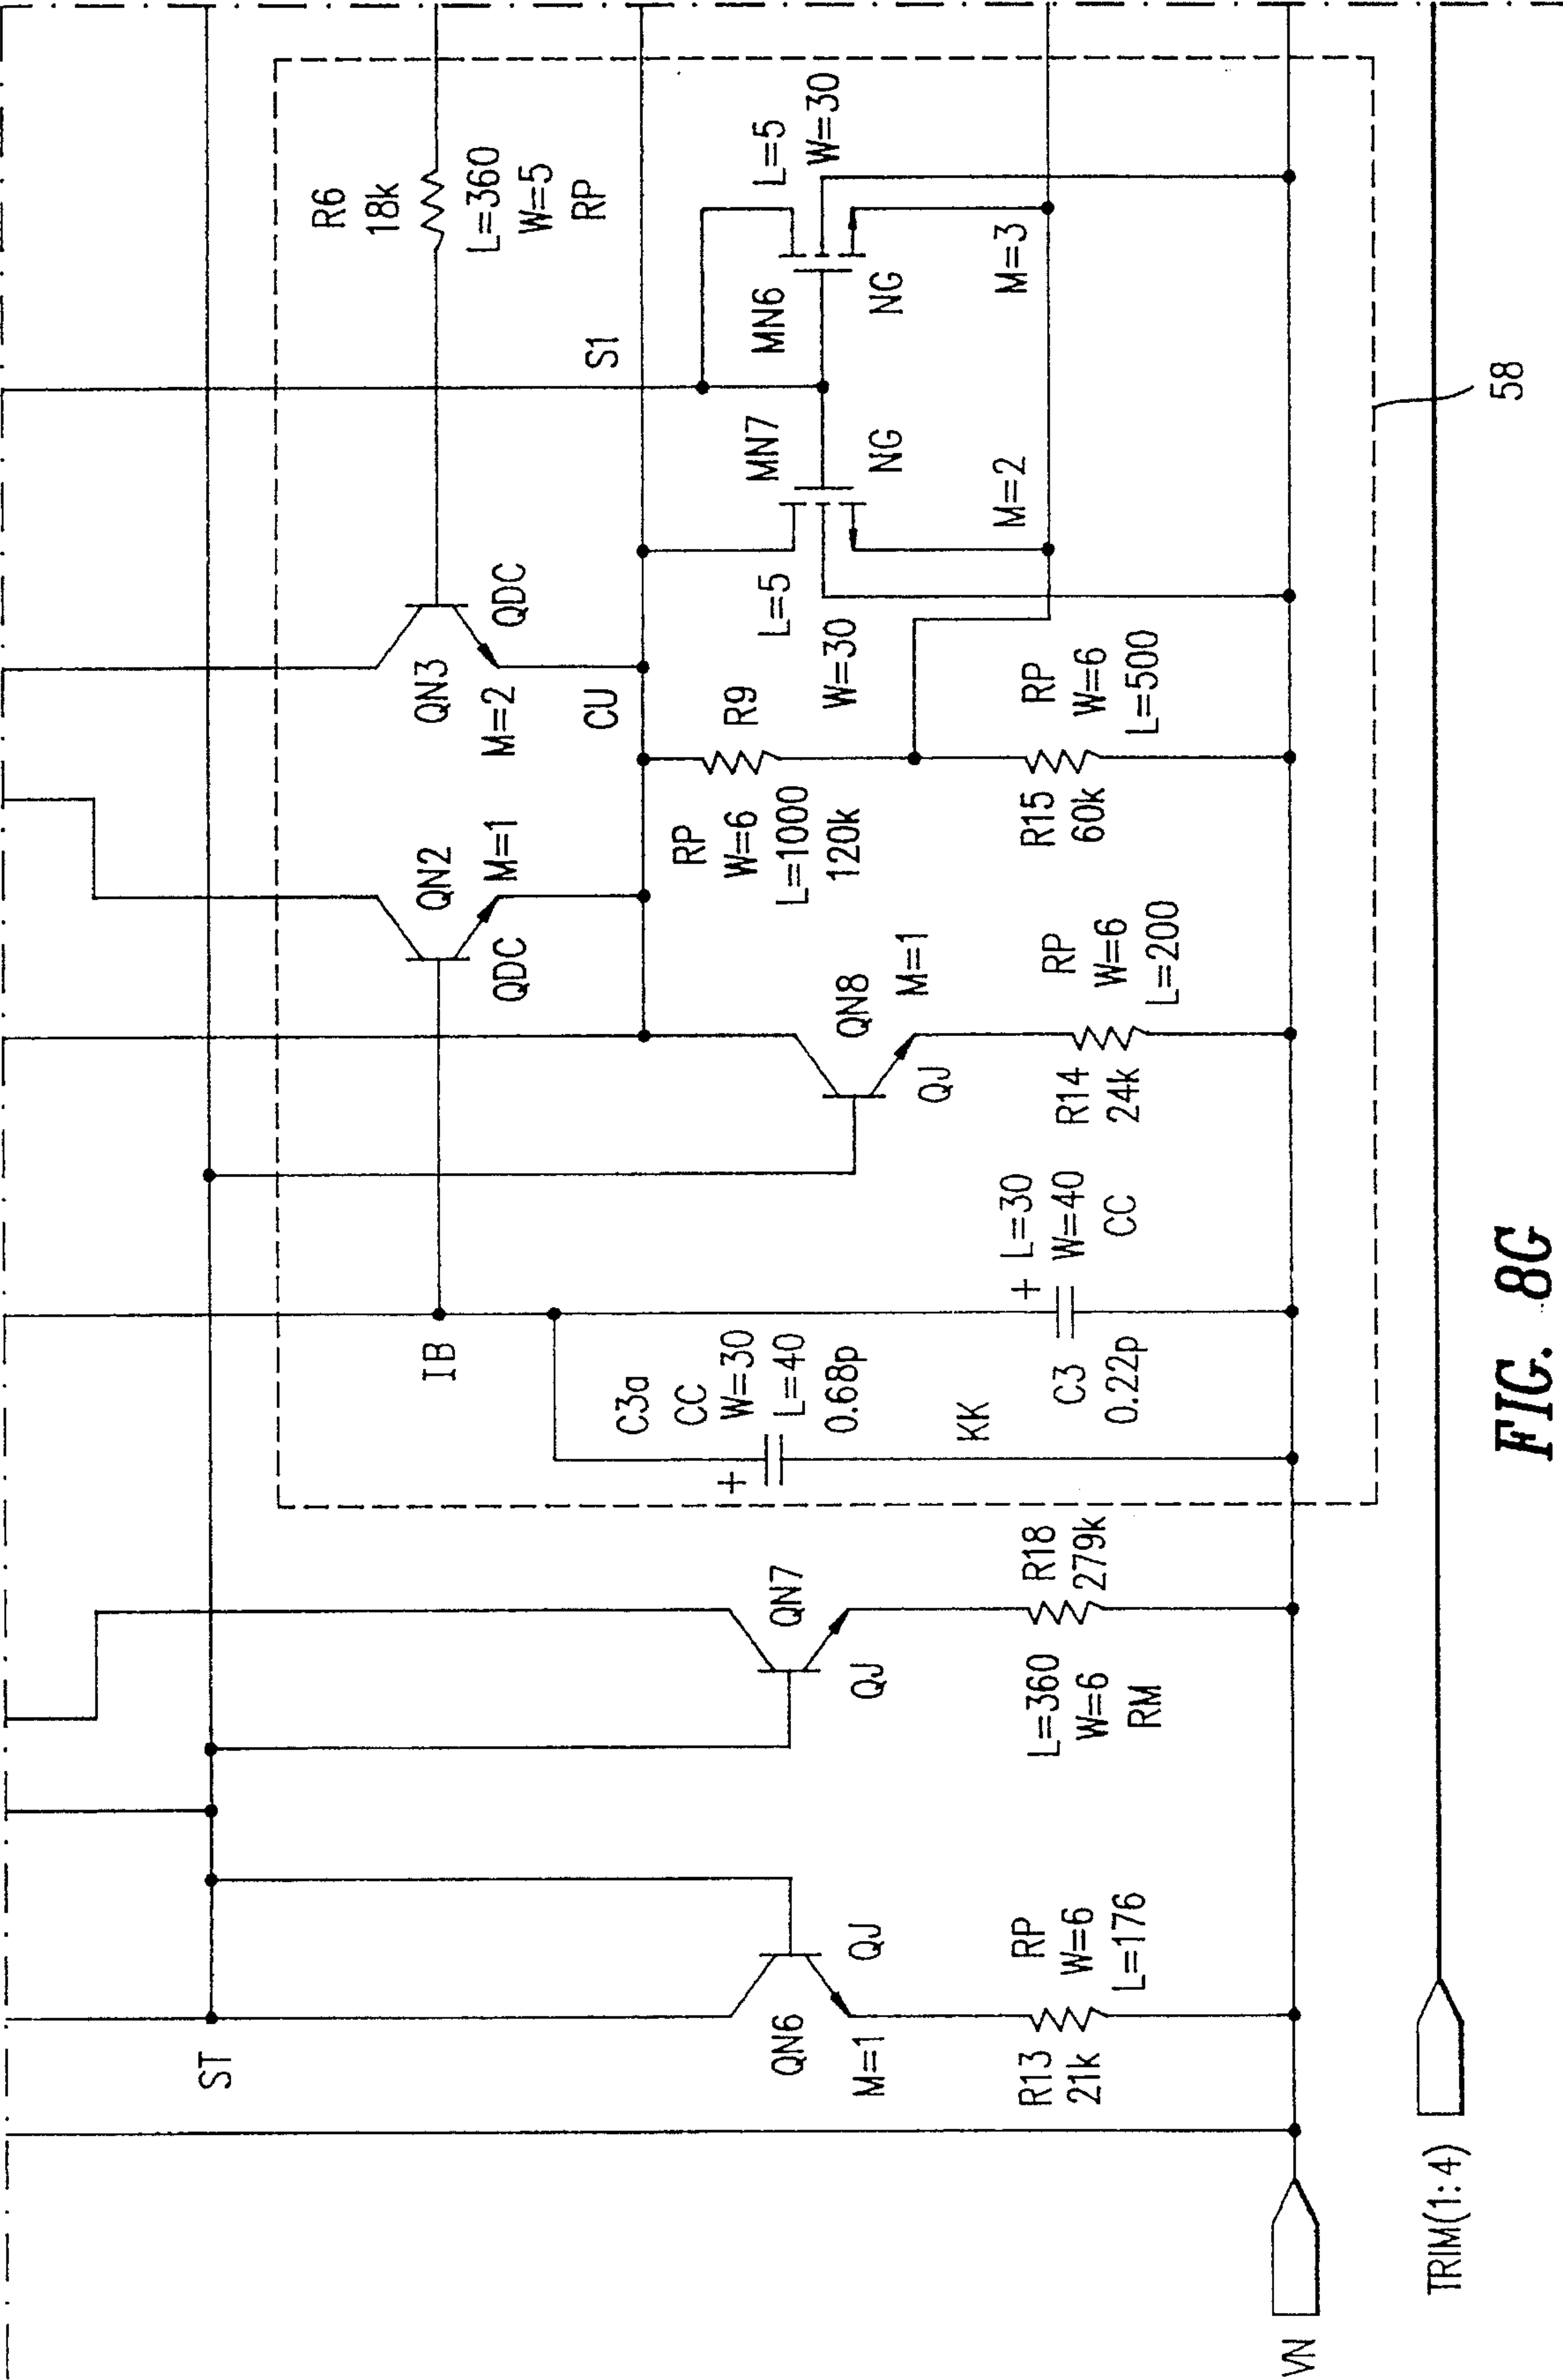 R6
18k
L=360
W=5
RP
S1
L=5
W=30
MN6
NG
M=3
MN7
NG
M=2
L=5
W=30
QN3
QDC
M=2
CU
R9
RP
W=6
L=1000
120k
RP
W=6
L=500
R15
60k
QN2
M=1
QDC
QN8
M=1
QJ
RP
W=6
L=200
R14
24k
IB
C3a
CC
W=30
L=40
0.68p
+
KK
+
L=30
W=40
CC
C3
0.22p
QN7
QJ
R18
279k
L=360
W=6
RM
ST
QN6
QJ
M=1
RP
W=6
L=176
R13
21k
VN
TRIM(1:4)
58
FIG. 8G